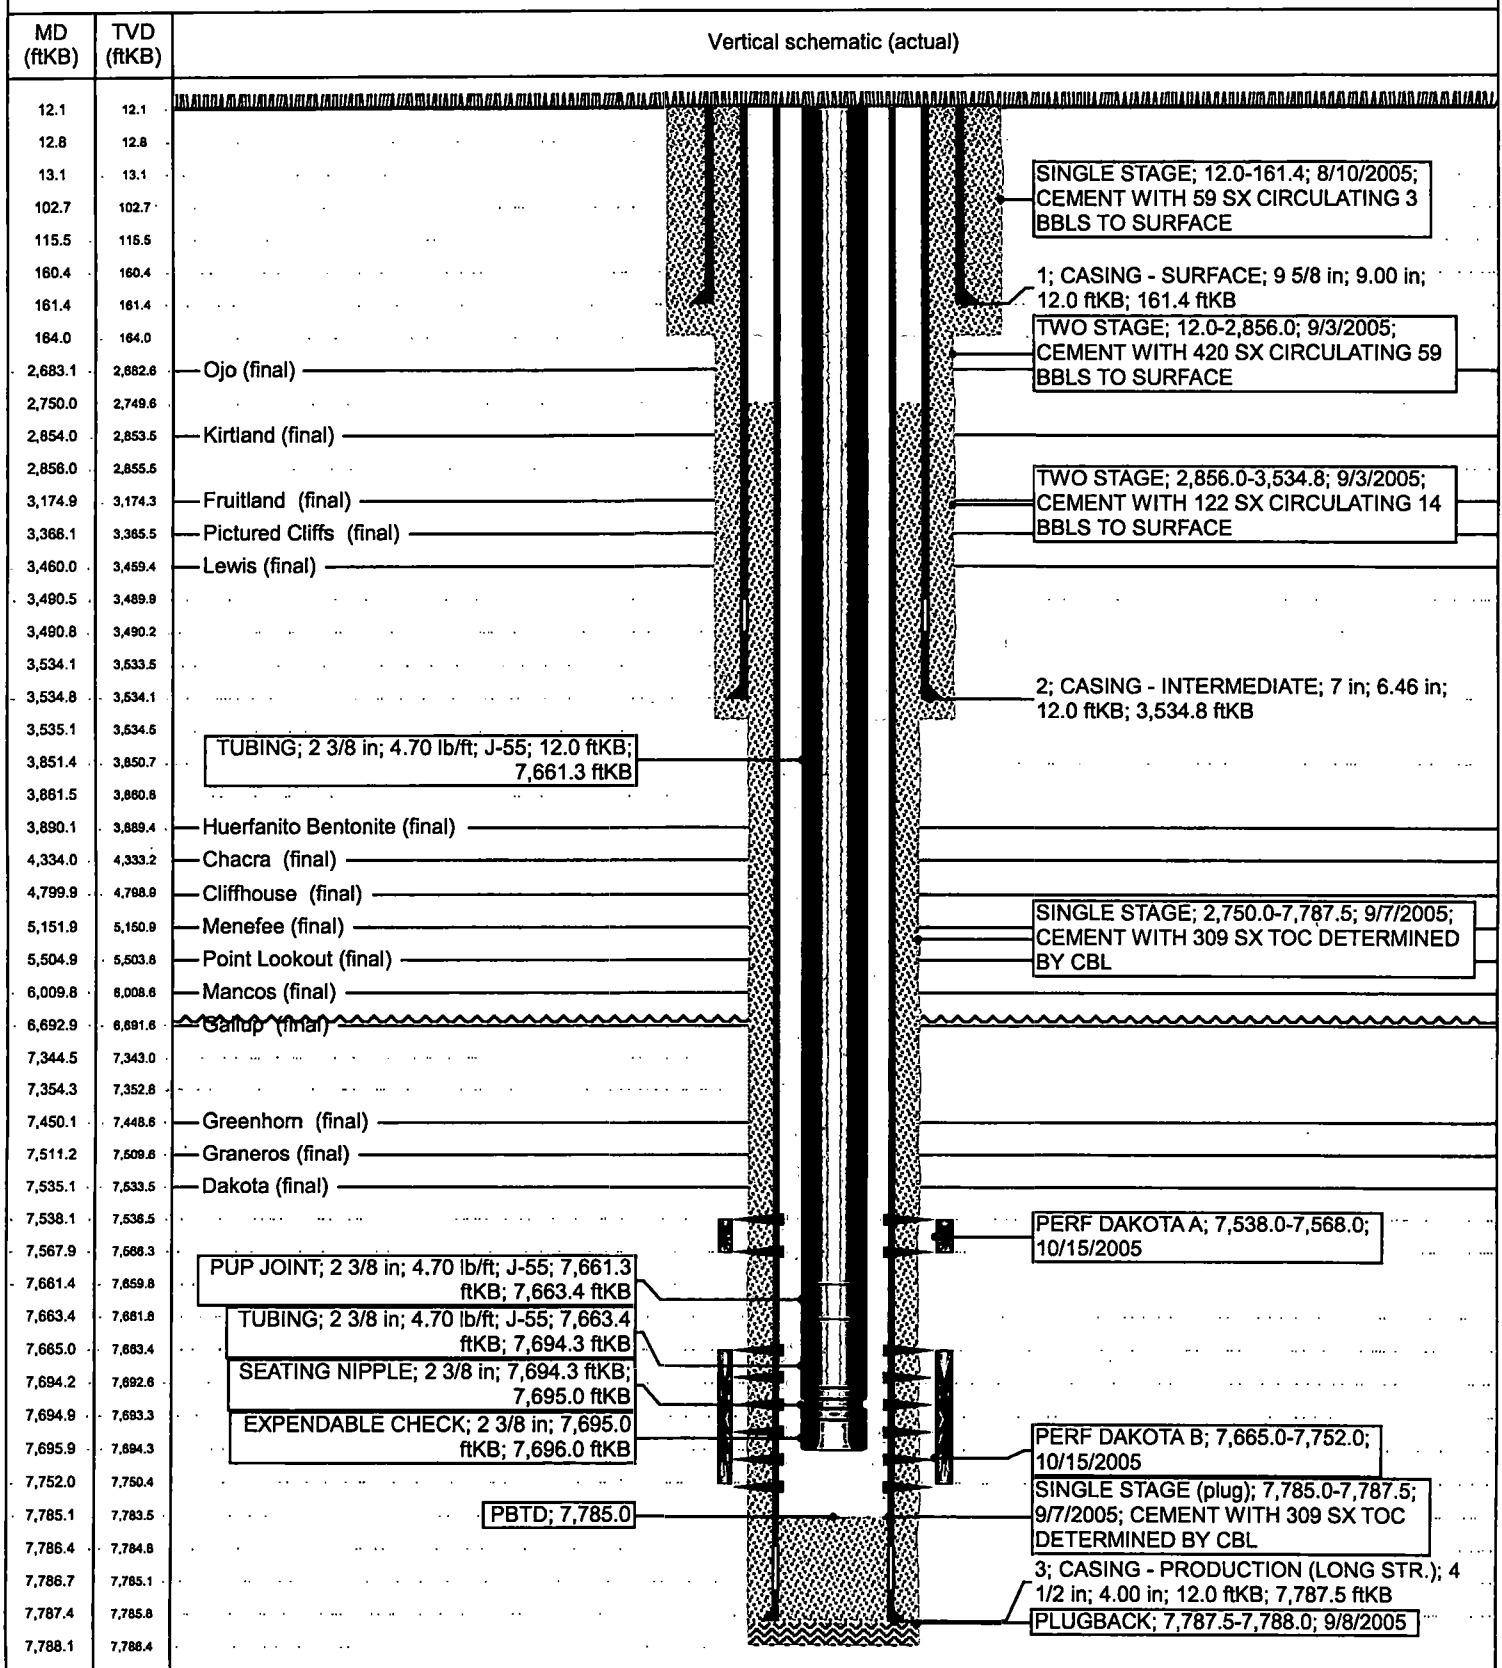 MD
(ftKB)
TVD
(ftKB)
Vertical schematic (actual)
12.1 12.1
12.8 12.8
13.1 13.1
102.7 102.7
115.5 115.5
160.4 160.4
161.4 161.4
164.0 164.0
2,683.1 2,682.6 Ojo (final)
2,750.0 2,749.6
2,854.0 2,853.5 Kirtland (final)
2,856.0 2,855.5
3,174.9 3,174.3 Fruitland (final)
3,366.1 3,365.5 Pictured Cliffs (final)
3,460.0 3,459.4 Lewis (final)
3,490.5 3,489.9
3,490.8 3,490.2
3,534.1 3,533.5
3,534.8 3,534.1
3,535.1 3,534.5
3,851.4 3,850.7
3,861.5 3,860.8
3,890.1 3,889.4 Huerfanito Bentonite (final)
4,334.0 4,333.2 Chacra (final)
4,799.9 4,798.9 Cliffhouse (final)
5,151.9 5,150.9 Menefee (final)
5,504.9 5,503.8 Point Lookout (final)
6,009.8 6,008.6 Mancos (final)
6,692.9 6,691.6 Gallup (final)
7,344.5 7,343.0
7,354.3 7,352.8
7,450.1 7,448.6 Greenhorn (final)
7,511.2 7,509.6 Graneros (final)
7,535.1 7,533.5 Dakota (final)
7,538.1 7,536.5
7,567.9 7,566.3
7,661.4 7,659.8
7,663.4 7,661.8
7,665.0 7,663.4
7,694.2 7,692.6
7,694.9 7,693.3
7,695.9 7,694.3
7,752.0 7,750.4
7,785.1 7,783.5
7,786.4 7,784.8
7,786.7 7,785.1
7,787.4 7,785.8
7,788.1 7,786.4
TUBING; 2 3/8 in; 4.70 lb/ft; J-55; 12.0 ftKB;
7,661.3 ftKB
PUP JOINT; 2 3/8 in; 4.70 lb/ft; J-55; 7,661.3
ftKB; 7,663.4 ftKB
TUBING; 2 3/8 in; 4.70 lb/ft; J-55; 7,663.4
ftKB; 7,694.3 ftKB
SEATING NIPPLE; 2 3/8 in; 7,694.3 ftKB;
7,695.0 ftKB
EXPENDABLE CHECK; 2 3/8 in; 7,695.0
ftKB; 7,696.0 ftKB
PBTD; 7,785.0
SINGLE STAGE; 12.0-161.4; 8/10/2005;
CEMENT WITH 59 SX CIRCULATING 3
BBLS TO SURFACE
1; CASING - SURFACE; 9 5/8 in; 9.00 in;
12.0 ftKB; 161.4 ftKB
TWO STAGE; 12.0-2,856.0; 9/3/2005;
CEMENT WITH 420 SX CIRCULATING 59
BBLS TO SURFACE
TWO STAGE; 2,856.0-3,534.8; 9/3/2005;
CEMENT WITH 122 SX CIRCULATING 14
BBLS TO SURFACE
2; CASING - INTERMEDIATE; 7 in; 6.46 in;
12.0 ftKB; 3,534.8 ftKB
SINGLE STAGE; 2,750.0-7,787.5; 9/7/2005;
CEMENT WITH 309 SX TOC DETERMINED
BY CBL
PERF DAKOTA A; 7,538.0-7,568.0;
10/15/2005
PERF DAKOTA B; 7,665.0-7,752.0;
10/15/2005
SINGLE STAGE (plug); 7,785.0-7,787.5;
9/7/2005; CEMENT WITH 309 SX TOC
DETERMINED BY CBL
3; CASING - PRODUCTION (LONG STR.); 4
1/2 in; 4.00 in; 12.0 ftKB; 7,787.5 ftKB
PLUGBACK; 7,787.5-7,788.0; 9/8/2005